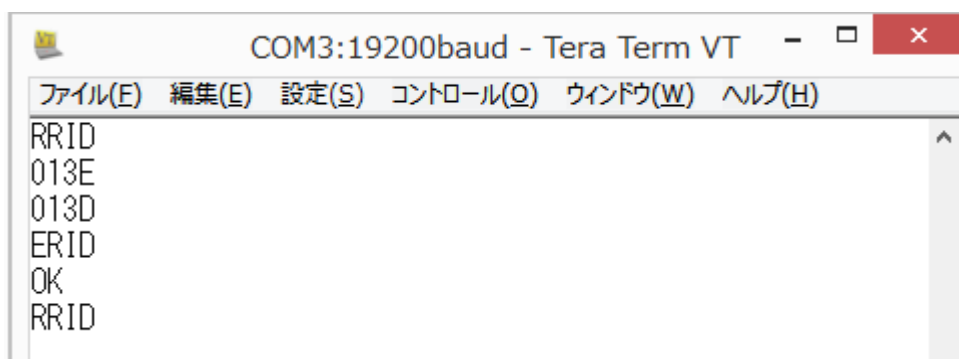 COM3:19200baud - Tera Term VT
ファイル(F) 編集(E) 設定(S) コントロール(O) ウィンドウ(W) ヘルプ(H)
RRID
013E
013D
ERID
OK
RRID